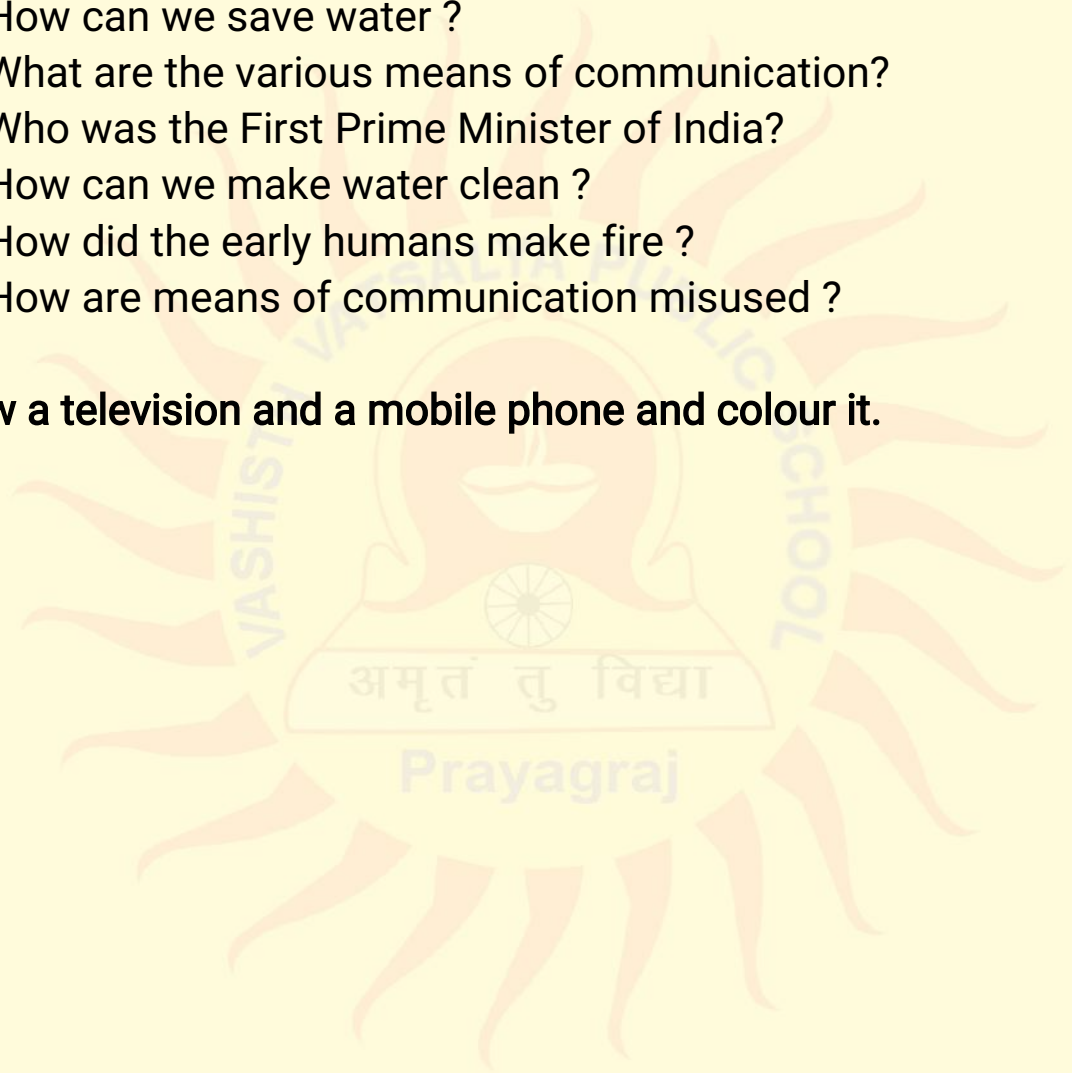 How can we save water ?
What are the various means of communication?
Who was the First Prime Minister of India?
How can we make water clean ?
How did the early humans make fire ?
How are means of communication misused ?
w a television and a mobile phone and colour it.
VASHISTH VATSALYA PUBLIC SCHOOL
अमृतं तु विद्या
Prayagraj